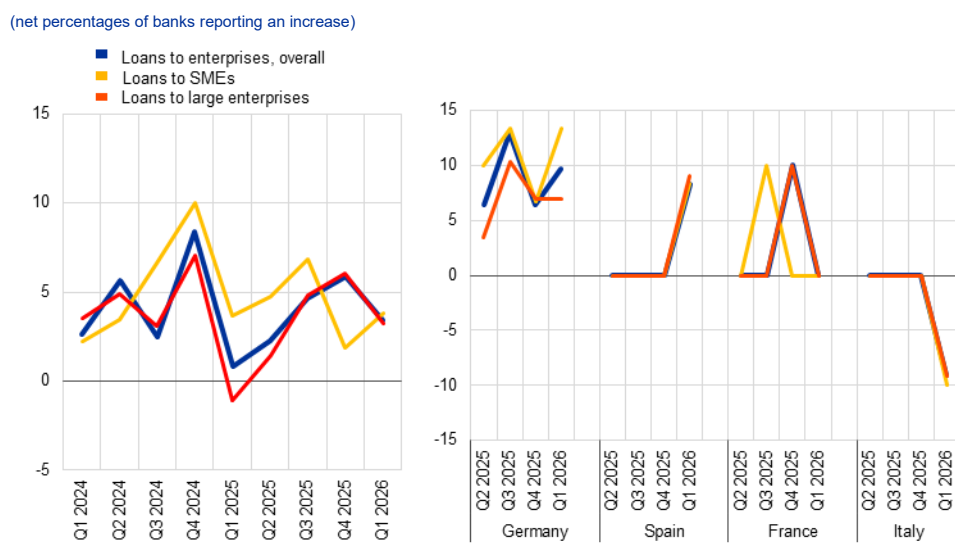 (net percentages of banks reporting an increase)
Loans to enterprises, overall
Loans to SMEs
Loans to large enterprises
15
10
5
0
-5
Q1 2024
Q2 2024
Q3 2024
Q4 2024
Q1 2025
Q2 2025
Q3 2025
Q4 2025
Q1 2026
15
10
5
0
-5
-10
-15
Q2 2025
Q3 2025
Q4 2025
Q1 2026
Q2 2025
Q3 2025
Q4 2025
Q1 2026
Q2 2025
Q3 2025
Q4 2025
Q1 2026
Q2 2025
Q3 2025
Q4 2025
Q1 2026
Germany
Spain
France
Italy